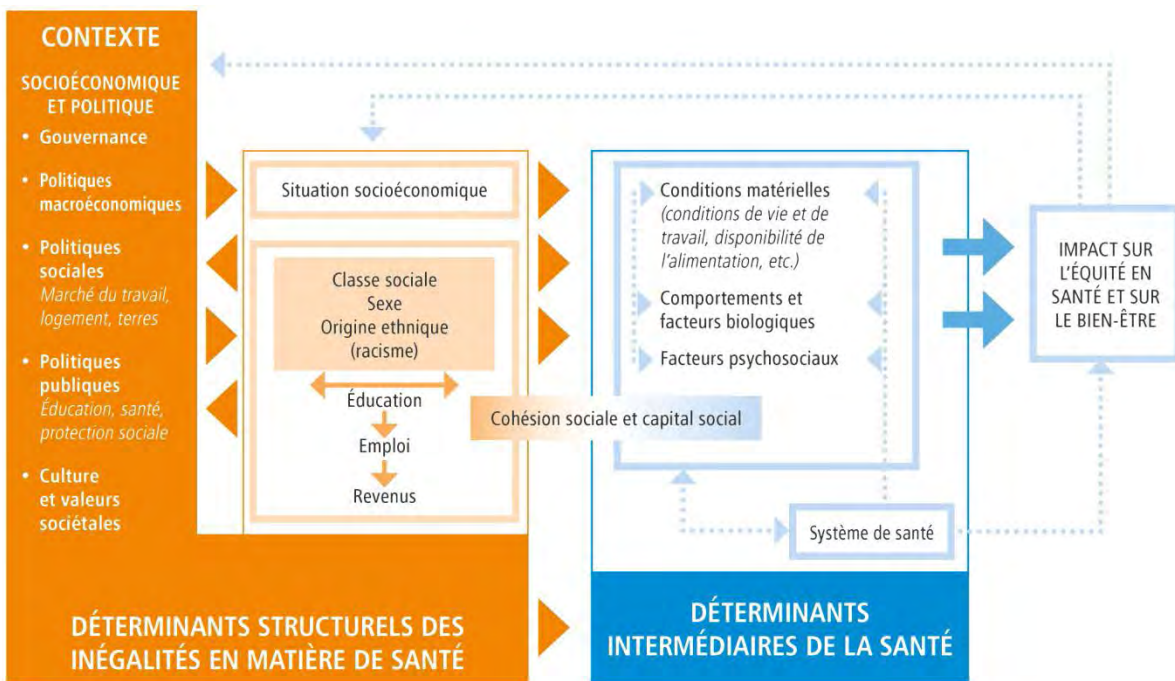 CONTEXTE
SOCIOÉCONOMIQUE
ET POLITIQUE
• Gouvernance
• Politiques
macroéconomiques
• Politiques
sociales
Marché du travail,
logement, terres
• Politiques
publiques
Éducation, santé,
protection sociale
• Culture
et valeurs
sociétales
Situation socioéconomique
Classe sociale
Sexe
Origine ethnique
(racisme)
Éducation
Emploi
Revenus
Cohésion sociale et capital social
Conditions matérielles
(conditions de vie et de
travail, disponibilité de
l'alimentation, etc.)
Comportements et
facteurs biologiques
Facteurs psychosociaux
Système de santé
IMPACT SUR
L'ÉQUITÉ EN
SANTÉ ET SUR
LE BIEN-ÊTRE
DÉTERMINANTS STRUCTURELS DES
INÉGALITÉS EN MATIÈRE DE SANTÉ
DÉTERMINANTS
INTERMÉDIAIRES DE LA SANTÉ